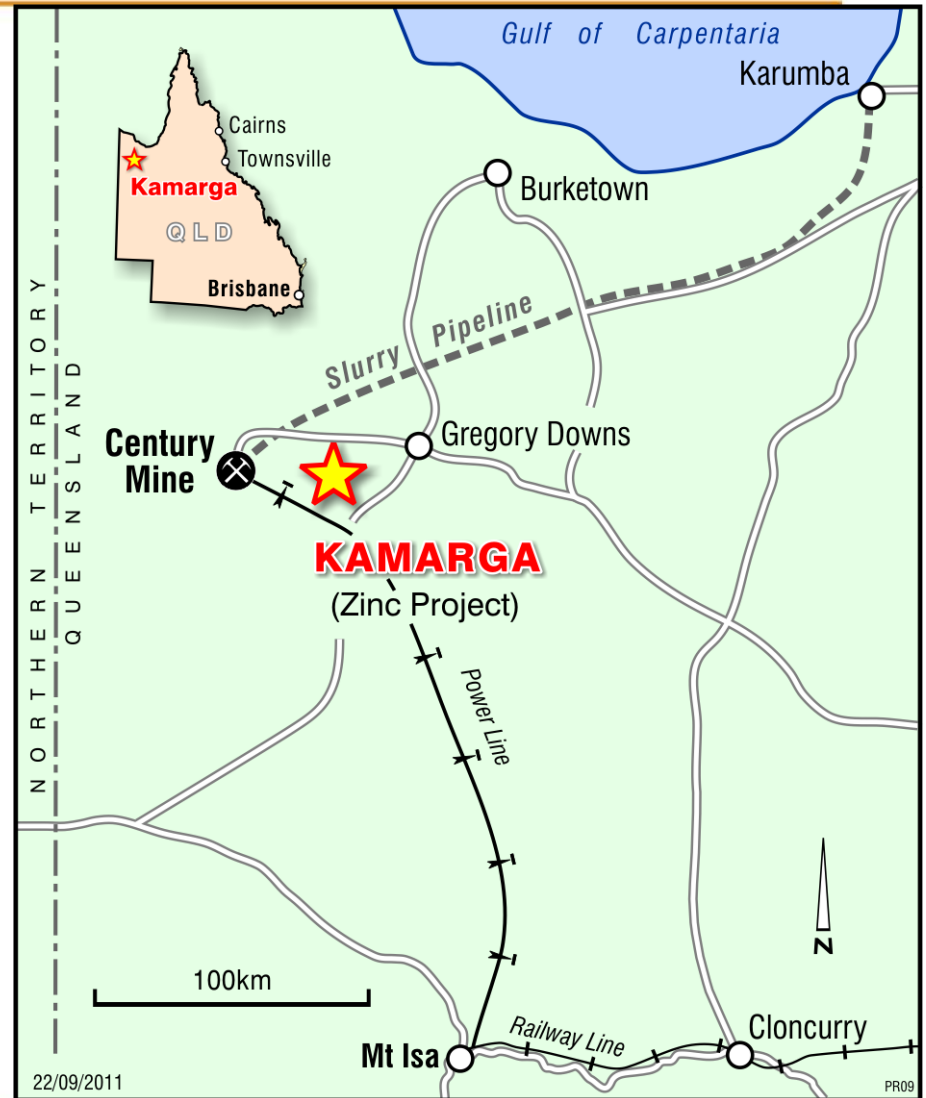 Gulf of Carpentaria
Karumba
Cairns
Townsville
Kamarga
QLD
Brisbane
Burketown
Slurry Pipeline
NORTHERN TERRITORY
QUEENSLAND
Century
Mine
Gregory Downs
KAMARGA
(Zinc Project)
Power Line
N
100km
Railway Line
Cloncurry
Mt Isa
22/09/2011
PR09